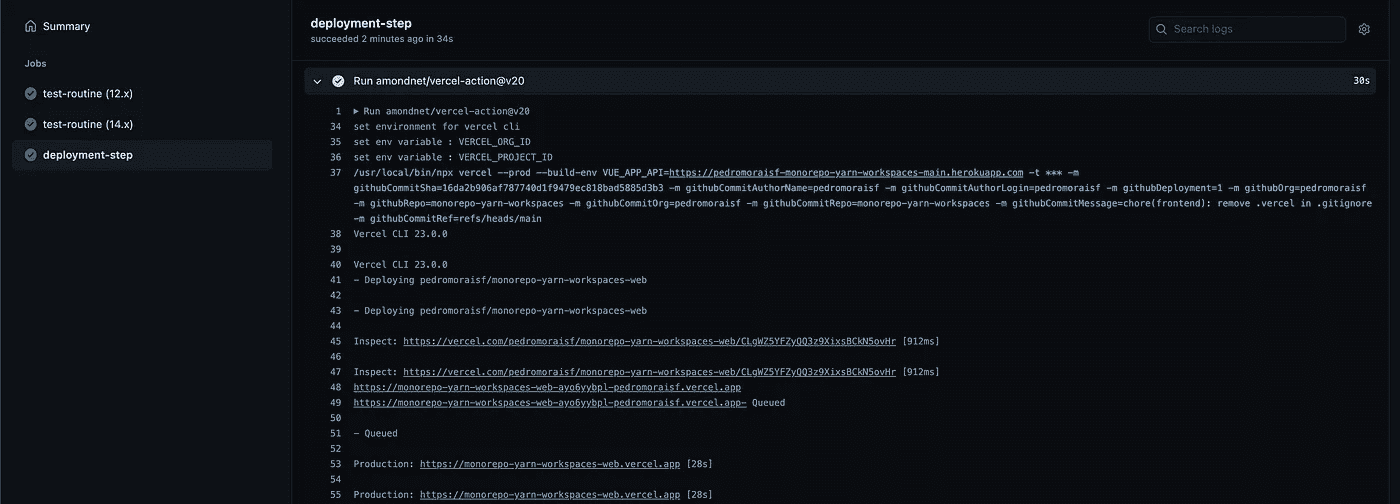 Summary
Jobs
test-routine (12.x)
test-routine (14.x)
deployment-step
deployment-step
succeeded 2 minutes ago in 34s
Search logs
Run amondnet/vercel-action@v20
30s
1 ▶ Run amondnet/vercel-action@v20
34 set environment for vercel cli
35 set env variable : VERCEL_ORG_ID
36 set env variable : VERCEL_PROJECT_ID
37 /usr/local/bin/npx vercel --prod --build-env VUE_APP_API=https://pedromoraisf-monorepo-yarn-workspaces-main.herokuapp.com -t *** -m
githubCommitSha=16da2b906af787740d1f9479ec818bad5885d3b3 -m githubCommitAuthorName=pedromoraisf -m githubCommitAuthorLogin=pedromoraisf -m githubDeployment=1 -m githubOrg=pedromoraisf
-m githubRepo=monorepo-yarn-workspaces -m githubCommitOrg=pedromoraisf -m githubCommitRepo=monorepo-yarn-workspaces -m githubCommitMessage=chore(frontend): remove .vercel in .gitignore
-m githubCommitRef=refs/heads/main
38 Vercel CLI 23.0.0
39
40 Vercel CLI 23.0.0
41 - Deploying pedromoraisf/monorepo-yarn-workspaces-web
42
43 - Deploying pedromoraisf/monorepo-yarn-workspaces-web
44
45 Inspect: https://vercel.com/pedromoraisf/monorepo-yarn-workspaces-web/CLgWZ5YFZyQQ3z9XixsBCkN5ovHr [912ms]
46
47 Inspect: https://vercel.com/pedromoraisf/monorepo-yarn-workspaces-web/CLgWZ5YFZyQQ3z9XixsBCkN5ovHr [912ms]
48 https://monorepo-yarn-workspaces-web-ayo6yybpl-pedromoraisf.vercel.app
49 https://monorepo-yarn-workspaces-web-ayo6yybpl-pedromoraisf.vercel.app- Queued
50
51 - Queued
52
53 Production: https://monorepo-yarn-workspaces-web.vercel.app [28s]
54
55 Production: https://monorepo-yarn-workspaces-web.vercel.app [28s]